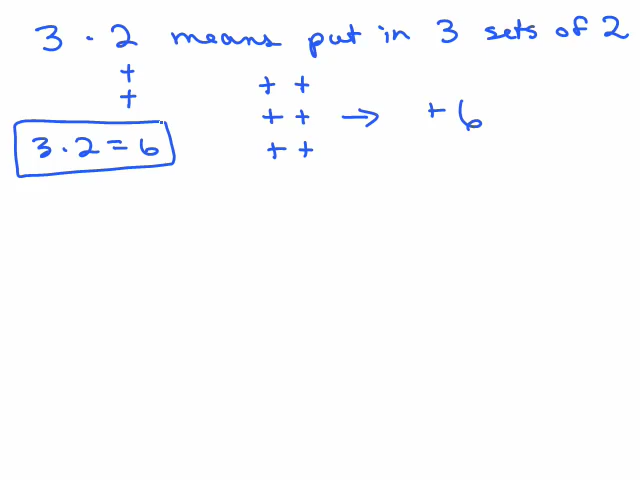 3 · 2 means put in 3 sets of 2
+
+
+ +
+ + → + 6
+ +
3 · 2 = 6